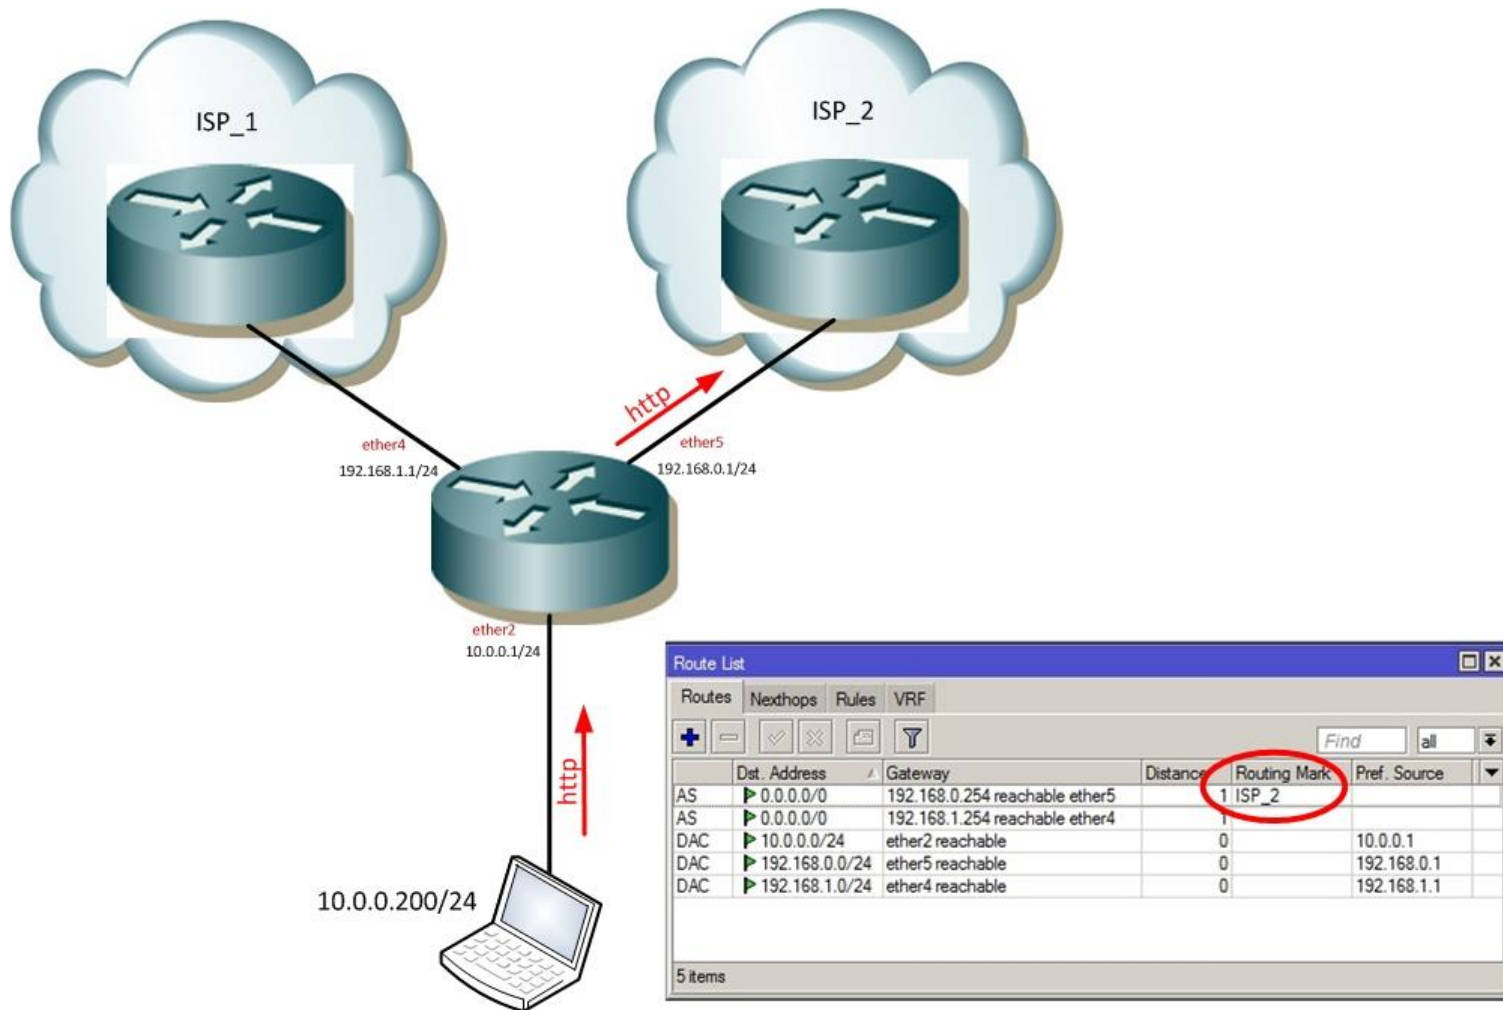 ISP_1
ISP_2
http
ether4
192.168.1.1/24
ether5
192.168.0.1/24
ether2
10.0.0.1/24
http
10.0.0.200/24
Route List
Routes Nexthops Rules VRF
Find all
Dst. Address Gateway Distance Routing Mark Pref. Source
AS 0.0.0.0/0 192.168.0.254 reachable ether5 1 ISP_2
AS 0.0.0.0/0 192.168.1.254 reachable ether4 1
DAC 10.0.0.0/24 ether2 reachable 0 10.0.0.1
DAC 192.168.0.0/24 ether5 reachable 0 192.168.0.1
DAC 192.168.1.0/24 ether4 reachable 0 192.168.1.1
5 items